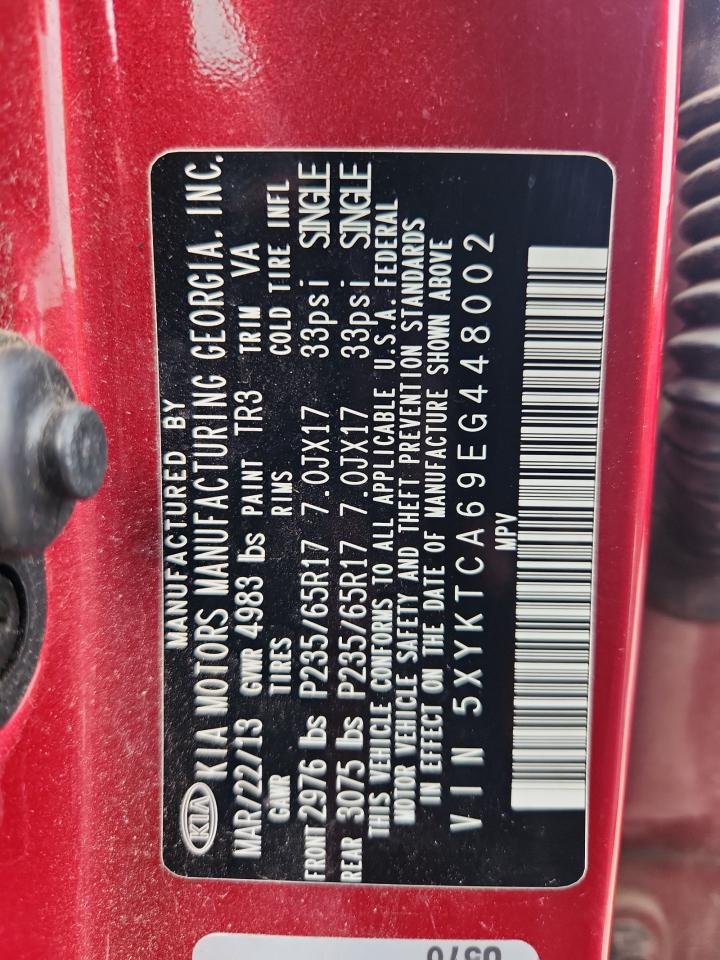 MANUFACTURED BY
KIA KIA MOTORS MANUFACTURING GEORGIA, INC.
MAR/22/13 GVWR 4983 lbs PAINT TR3 TRIM VA
GAWR TIRES RIMS COLD TIRE INFL
FRONT 2976 lbs P235/65R17 7.0JX17 33psi SINGLE
REAR 3075 lbs P235/65R17 7.0JX17 33psi SINGLE
THIS VEHICLE CONFORMS TO ALL APPLICABLE U.S.A. FEDERAL
MOTOR VEHICLE SAFETY AND THEFT PREVENTION STANDARDS
IN EFFECT ON THE DATE OF MANUFACTURE SHOWN ABOVE
VIN 5XYKTCA69EG448002
MPV